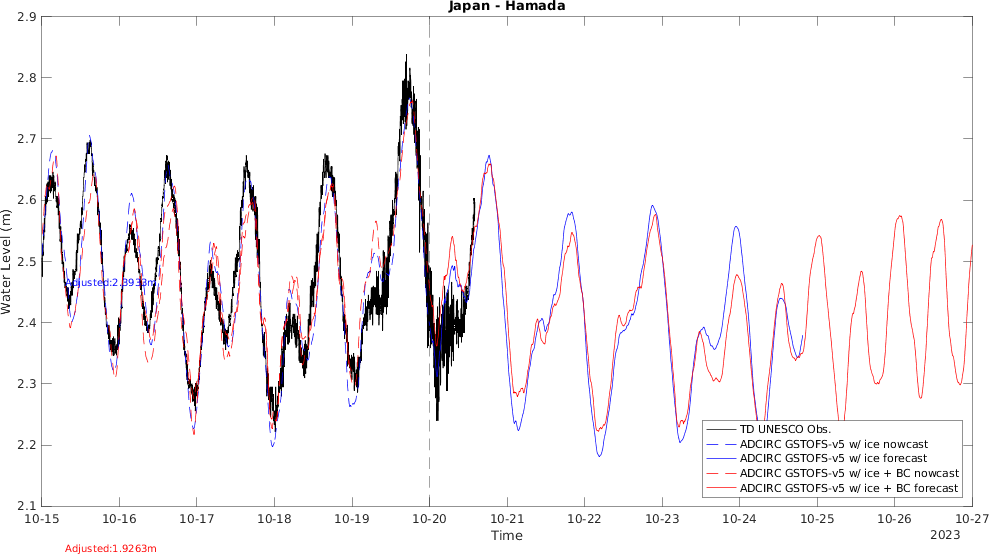 Japan - Hamada
2.9
2.8
2.7
2.6
2.5
2.4
2.3
2.2
2.1
Water Level (m)
Adjusted:2.3933m
TD UNESCO Obs.
ADCIRC GSTOFS-v5 w/ ice nowcast
ADCIRC GSTOFS-v5 w/ ice forecast
ADCIRC GSTOFS-v5 w/ ice + BC nowcast
ADCIRC GSTOFS-v5 w/ ice + BC forecast
10-15 10-16 10-17 10-18 10-19 10-20 10-21 10-22 10-23 10-24 10-25 10-26 10-27
Time
2023
Adjusted:1.9263m